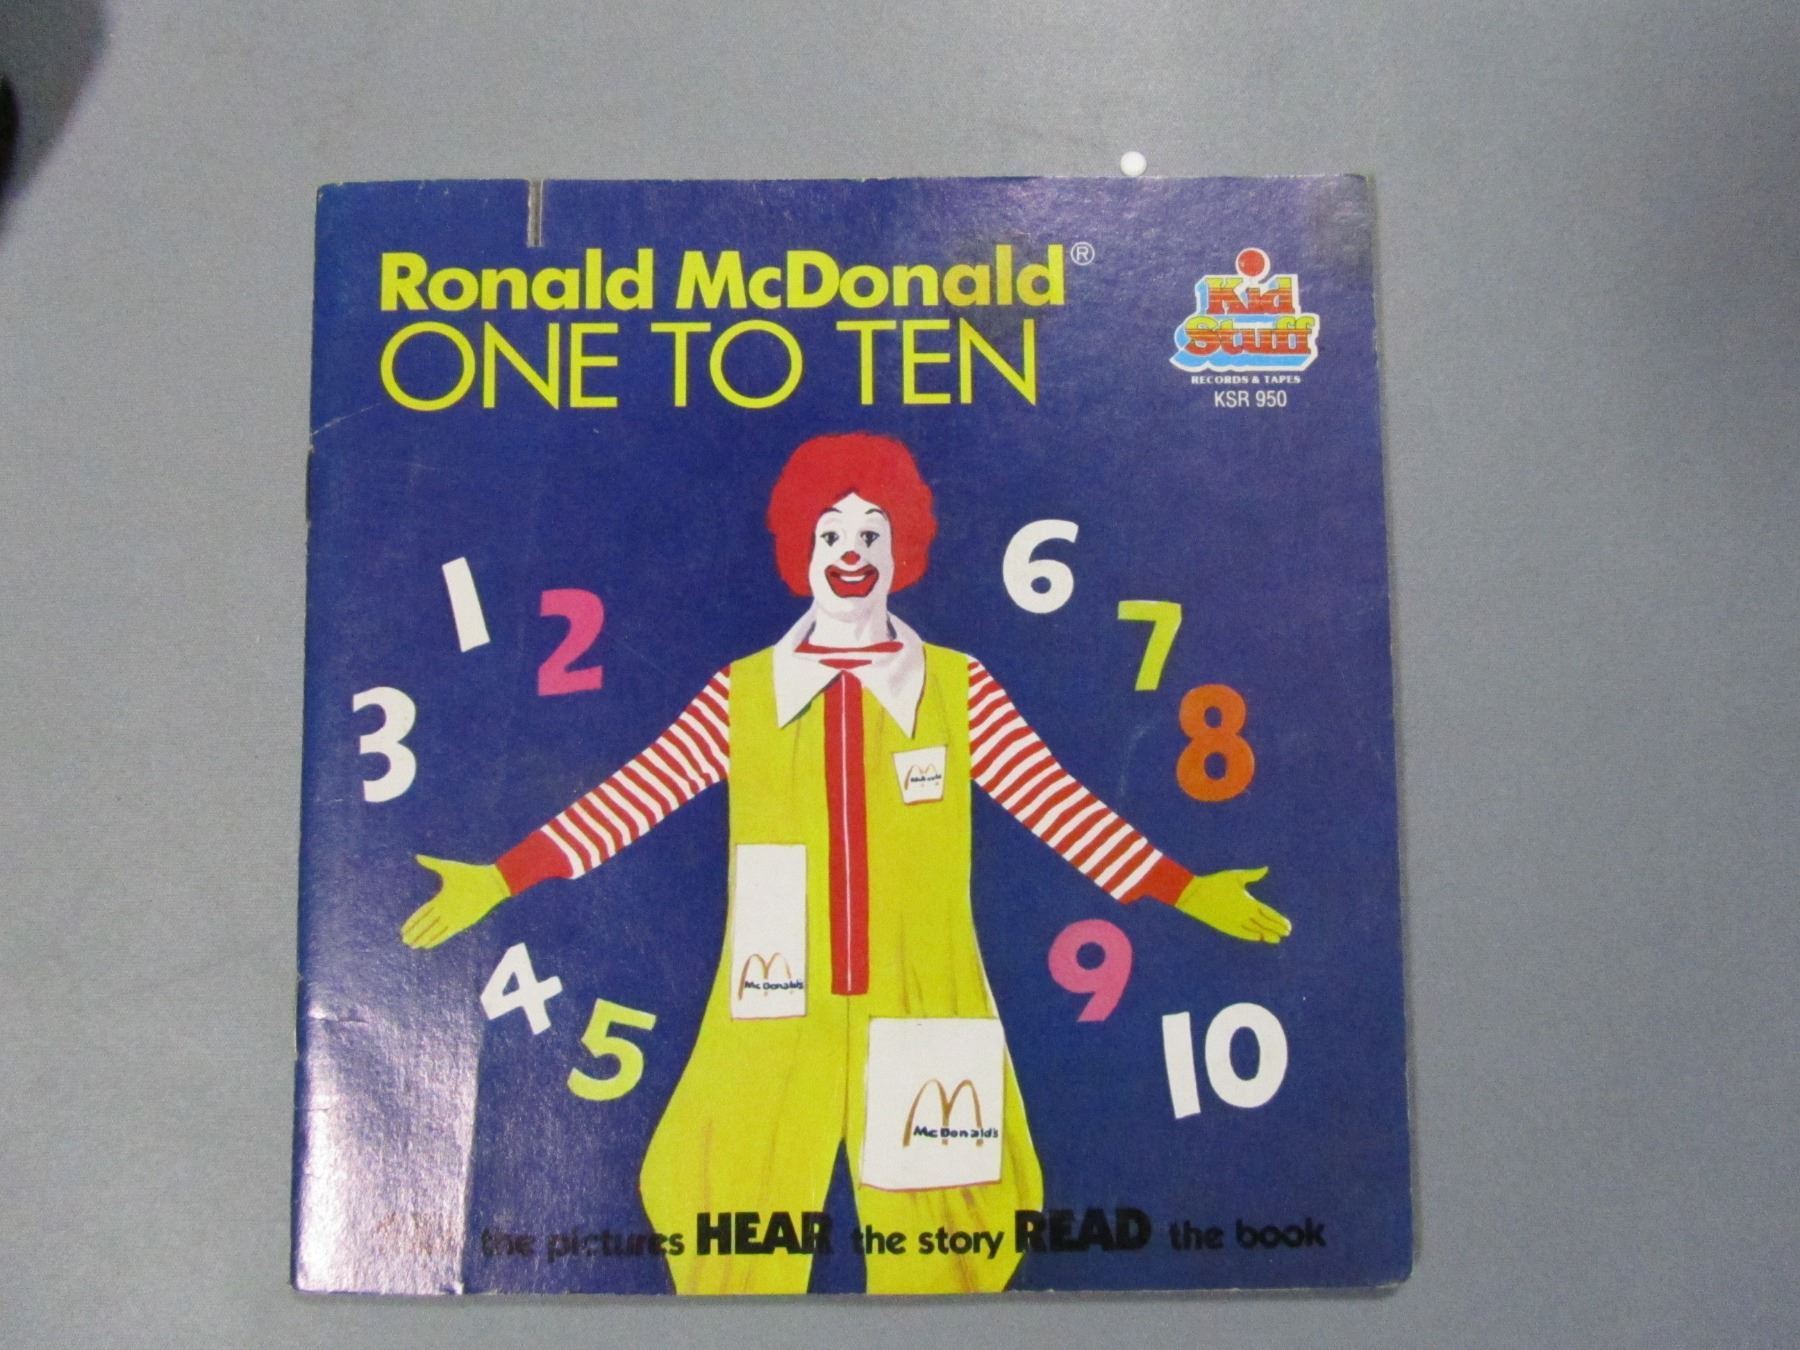 Ronald McDonald®
ONE TO TEN
Kid
Stuff
RECORDS & TAPES
KSR 950
1
2
3
4
5
6
7
8
9
10
McDonald's
McDonald's
the pictures HEAR the story READ the book